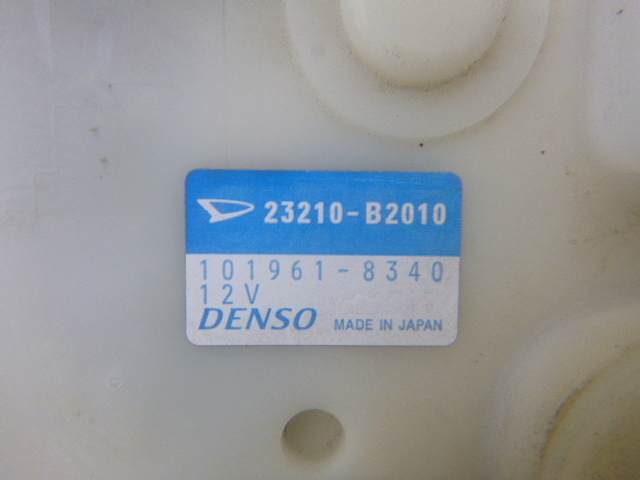 23210-B2010
101961-8340
12V
DENSO MADE IN JAPAN